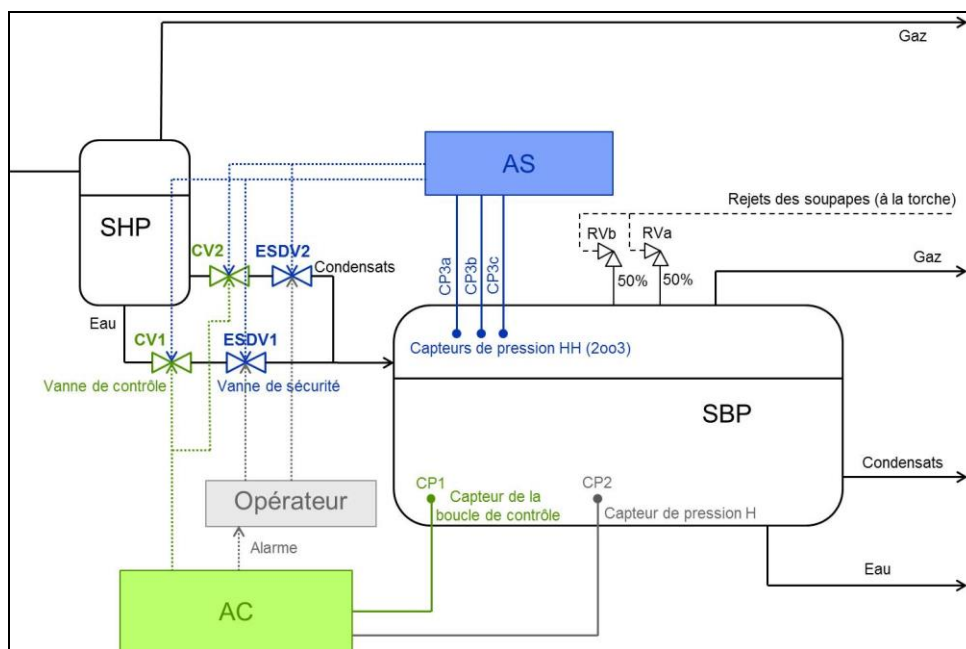 Gaz
AS
Rejets des soupapes (à la torche)
SHP
RVb
RVa
CV2
ESDV2
Condensats
CP3a
CP3b
CP3c
50%
50%
Gaz
Eau
CV1
ESDV1
Capteurs de pression HH (2oo3)
Vanne de contrôle
Vanne de sécurité
SBP
Condensats
Opérateur
CP1
Capteur de la
boucle de contrôle
CP2
Capteur de pression H
Alarme
Eau
AC